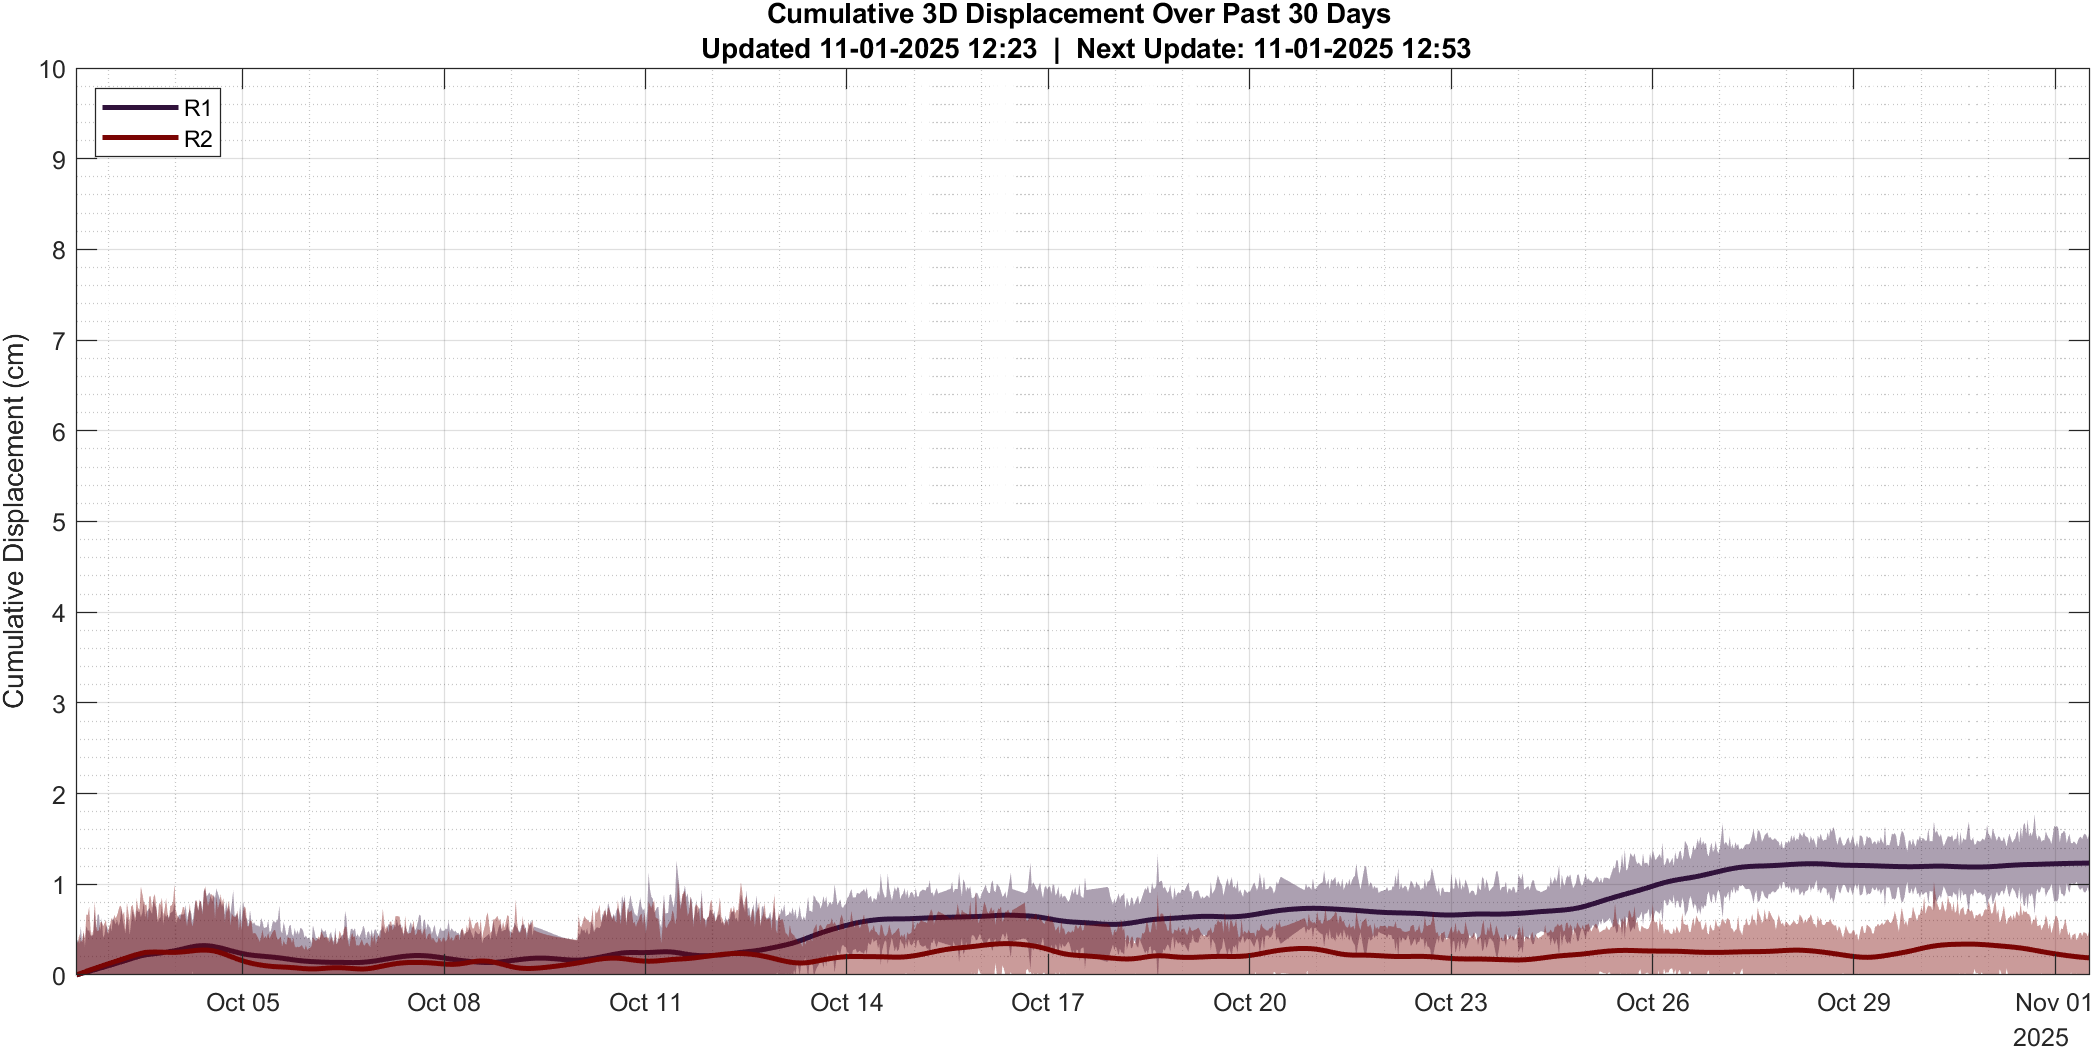 Cumulative 3D Displacement Over Past 30 Days
Updated 11-01-2025 12:23 | Next Update: 11-01-2025 12:53
R1
R2
Cumulative Displacement (cm)
10
9
8
7
6
5
4
3
2
1
0
Oct 05 Oct 08 Oct 11 Oct 14 Oct 17 Oct 20 Oct 23 Oct 26 Oct 29 Nov 01
2025